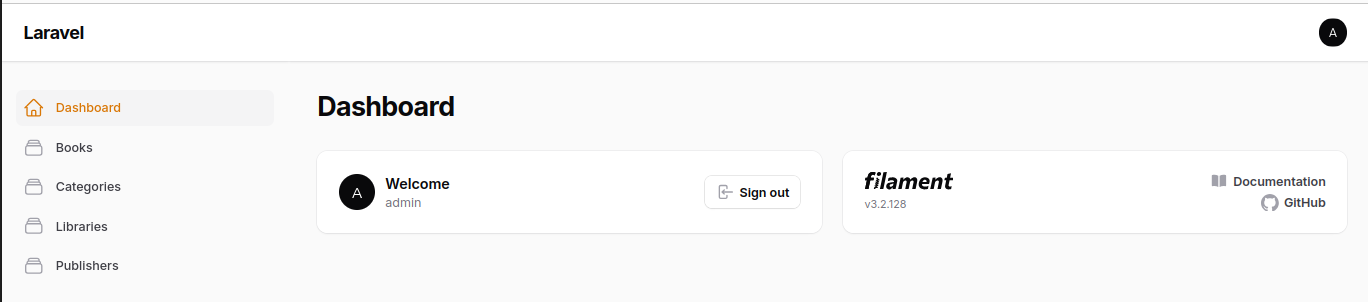 Laravel
A
Dashboard
Books
Categories
Libraries
Publishers
Dashboard
A
Welcome
admin
Sign out
filament
v3.2.128
Documentation
GitHub